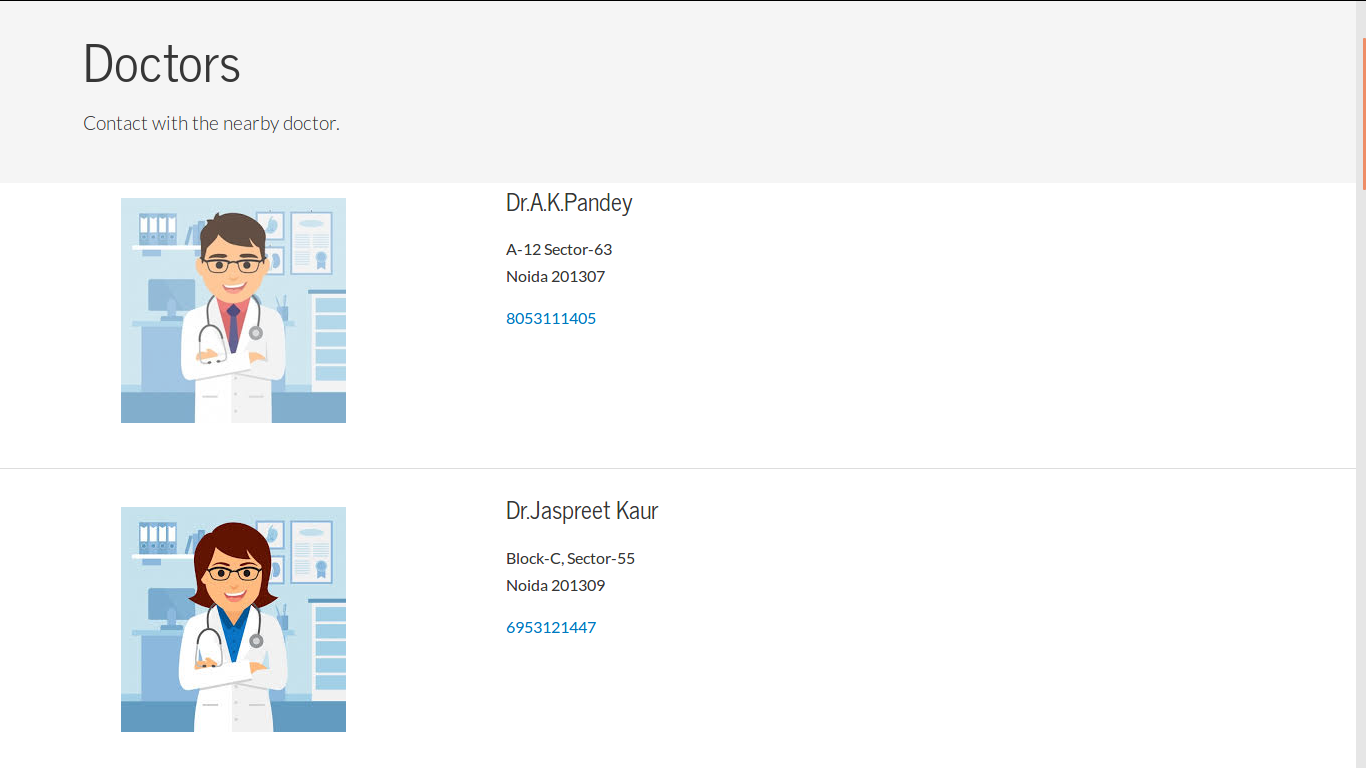 Doctors
Contact with the nearby doctor.
Dr.A.K.Pandey
A-12 Sector-63
Noida 201307
8053111405
Dr.Jaspreet Kaur
Block-C, Sector-55
Noida 201309
6953121447